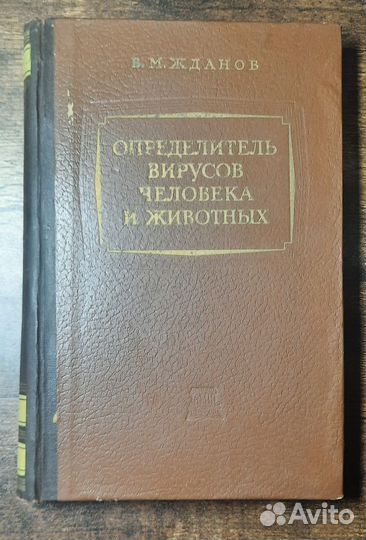 В. М. ЖДАНОВ
ОПРЕДЕЛИТЕЛЬ
ВИРУСОВ
ЧЕЛОВЕКА
И ЖИВОТНЫХ
Avito